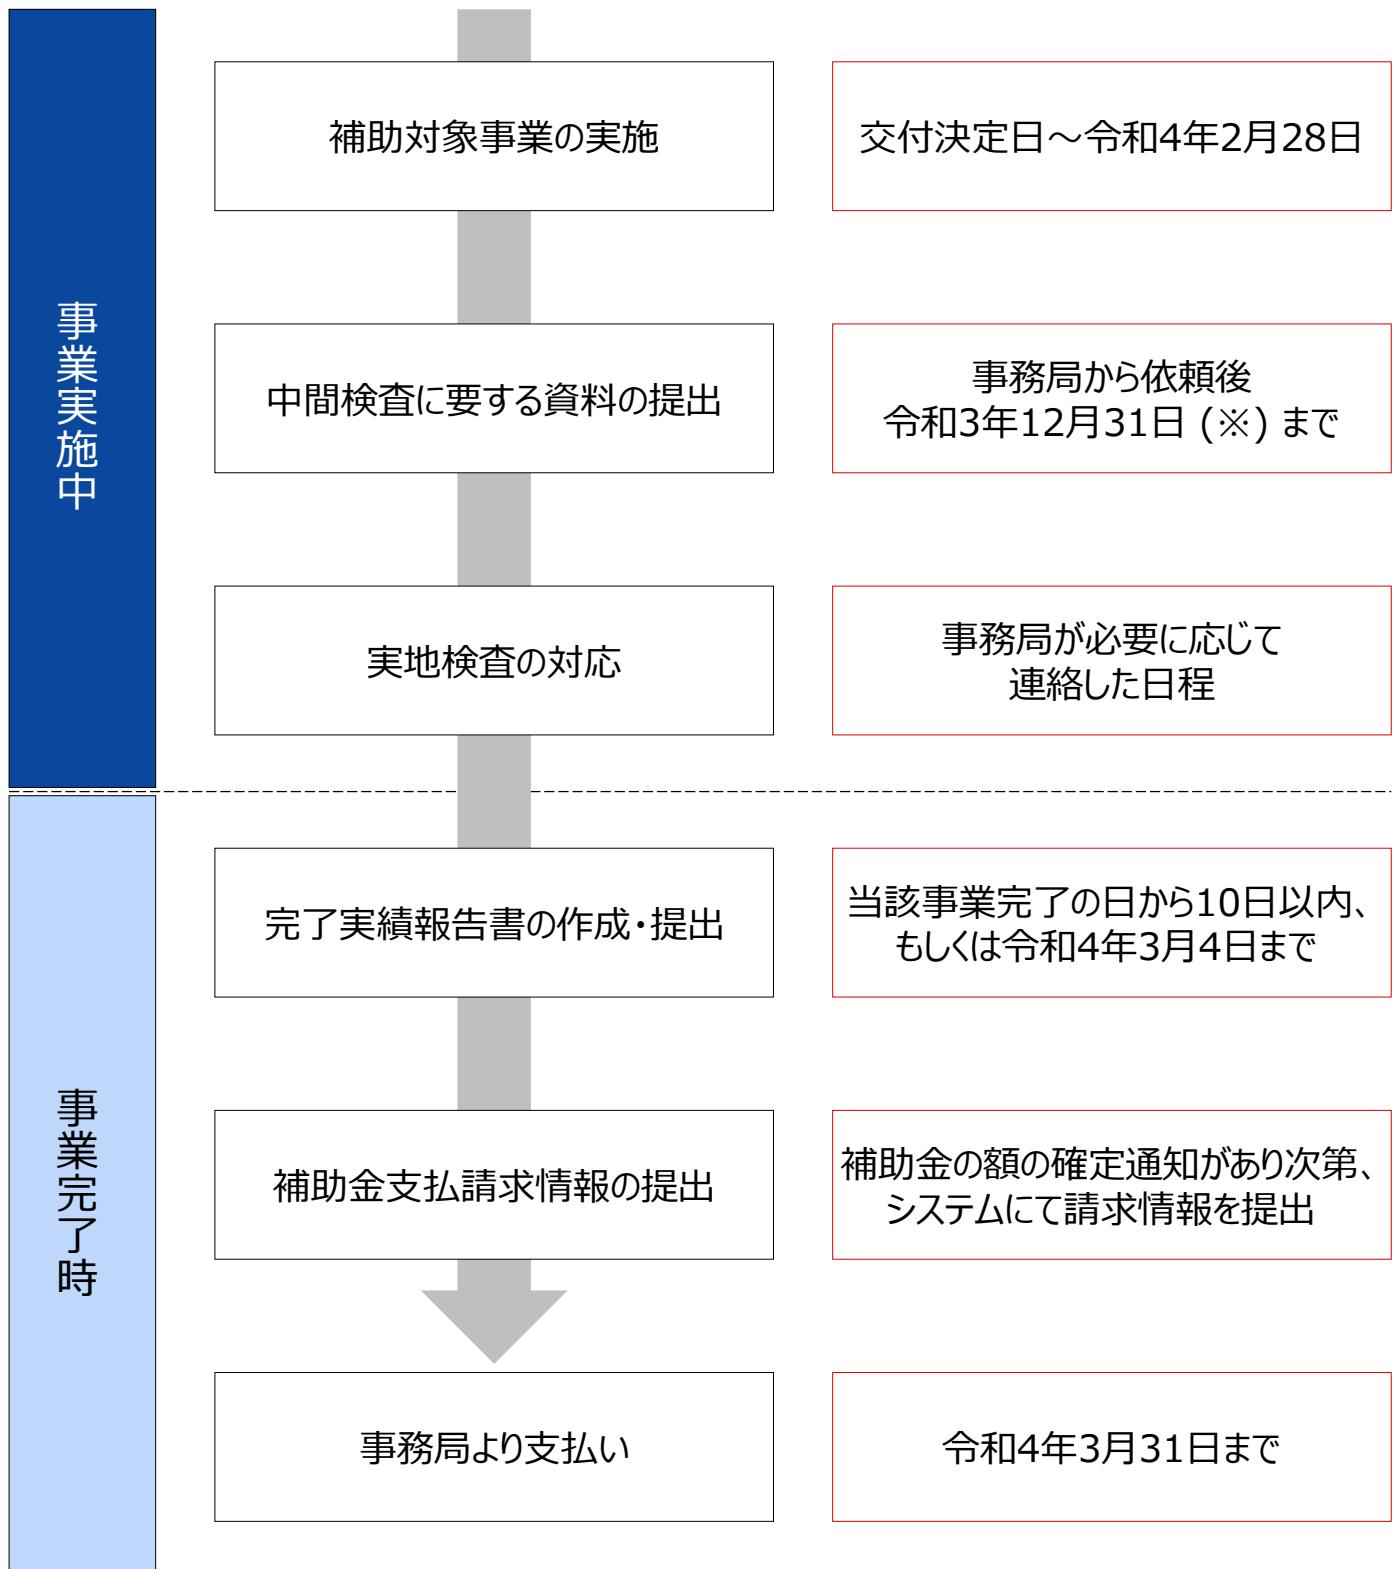 事業実施中
補助対象事業の実施
交付決定日～令和4年2月28日
中間検査に要する資料の提出
事務局から依頼後
令和3年12月31日 (※) まで
実地検査の対応
事務局が必要に応じて
連絡した日程
事業完了時
完了実績報告書の作成・提出
当該事業完了の日から10日以内、
もしくは令和4年3月4日まで
補助金支払請求情報の提出
補助金の額の確定通知があり次第、
システムにて請求情報を提出
事務局より支払い
令和4年3月31日まで